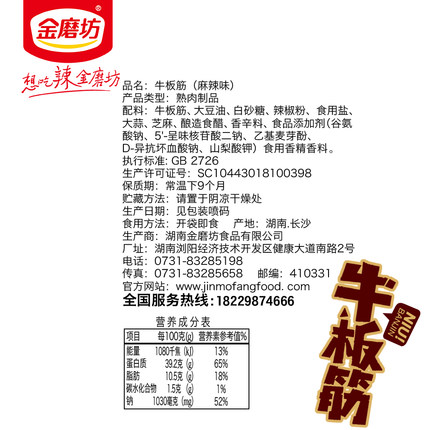 金磨坊
想吃辣金磨坊
品名：牛板筋（麻辣味）
产品类型：熟肉制品
配料：牛板筋、大豆油、白砂糖、辣椒粉、食用盐、
大蒜、芝麻、酿造食醋、香辛料、食品添加剂(谷氨
酸钠、5'-呈味核苷酸二钠、乙基麦芽酚、
D-异抗坏血酸钠、山梨酸钾）食用香精香料。
执行标准: GB 2726
生产许可证号：SC10443018100398
保质期：常温下9个月
贮藏方法：请置于阴凉干燥处
生产日期：见包装喷码
食用方法：开袋即食 产地：湖南.长沙
生产商：湖南金磨坊食品有限公司
厂址：湖南浏阳经济技术开发区健康大道南路2号
电话：0731-83285198
传真：0731-83285658 邮编：410331
官方网站：www.jinmofangfood.com.
全国服务热线：18229874666
营养成分表
项目 每100克(g) 营养素参考值%
能量 1080千焦(kJ) 13%
蛋白质 39.2克(g) 65%
脂肪 10.5克(g) 18%
碳水化合物 1.5克(g) 1%
钠 1030毫克(mg) 52%
牛板筋
NIU!
BANJIN